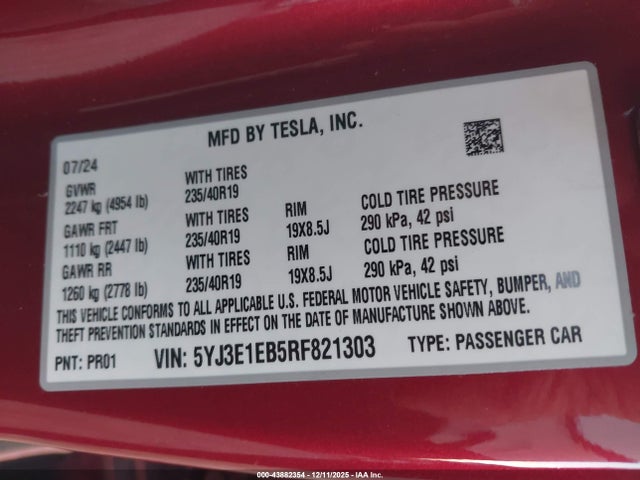 MFD BY TESLA, INC.
07/24
GVWR WITH TIRES
2247 kg (4954 lb) 235/40R19
GAWR FRT WITH TIRES RIM COLD TIRE PRESSURE
1110 kg (2447 lb) 235/40R19 19X8.5J 290 kPa, 42 psi
GAWR RR WITH TIRES RIM COLD TIRE PRESSURE
1260 kg (2778 lb) 235/40R19 19X8.5J 290 kPa, 42 psi
THIS VEHICLE CONFORMS TO ALL APPLICABLE U.S. FEDERAL MOTOR VEHICLE SAFETY, BUMPER, AND
THEFT PREVENTION STANDARDS IN EFFECT ON THE DATE OF MANUFACTURE SHOWN ABOVE.
PNT: PR01 VIN: 5YJ3E1EB5RF821303 TYPE: PASSENGER CAR
000-43882354 - 12/11/2025 - IAA Inc.